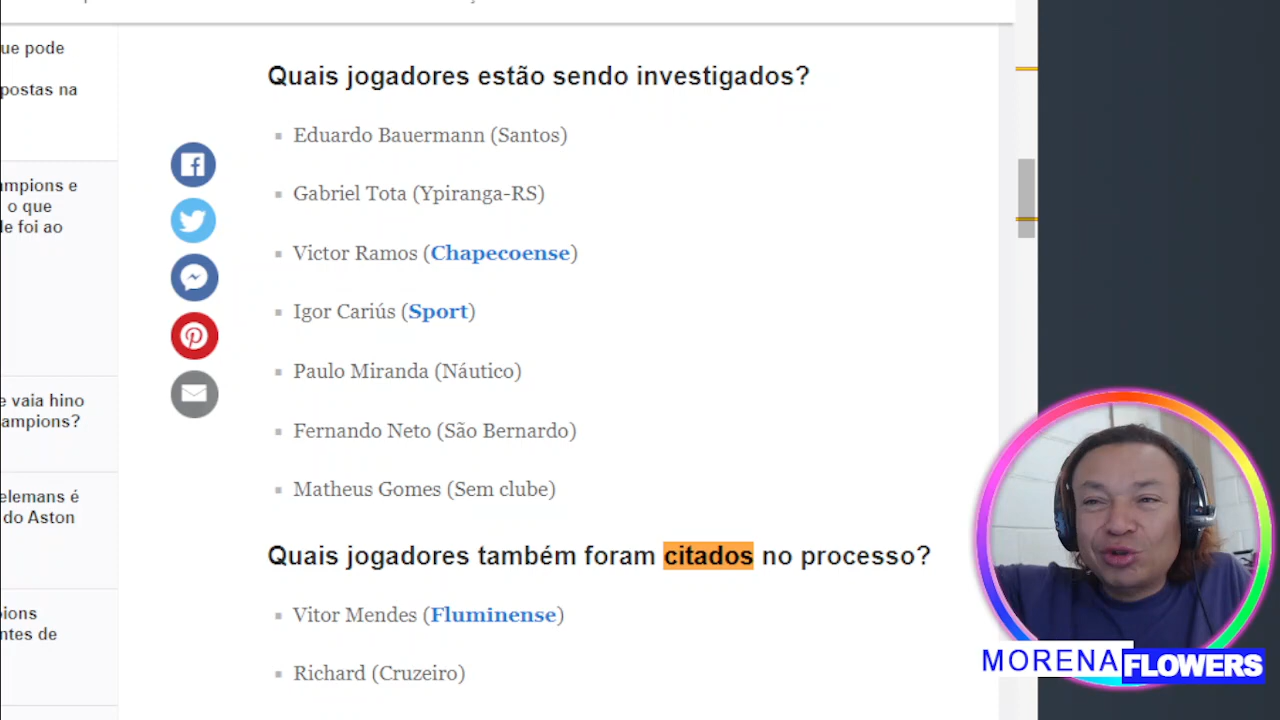 ue pode
postas na
mpions e
o que
le foi ao
e vaia hino
ampions?
elemans é
do Aston
ions
ntes de
Quais jogadores estão sendo investigados?
Eduardo Bauermann (Santos)
Gabriel Tota (Ypiranga-RS)
Victor Ramos (Chapecoense)
Igor Cariús (Sport)
Paulo Miranda (Náutico)
Fernando Neto (São Bernardo)
Matheus Gomes (Sem clube)
Quais jogadores também foram citados no processo?
Vitor Mendes (Fluminense)
Richard (Cruzeiro)
MORENA FLOWERS